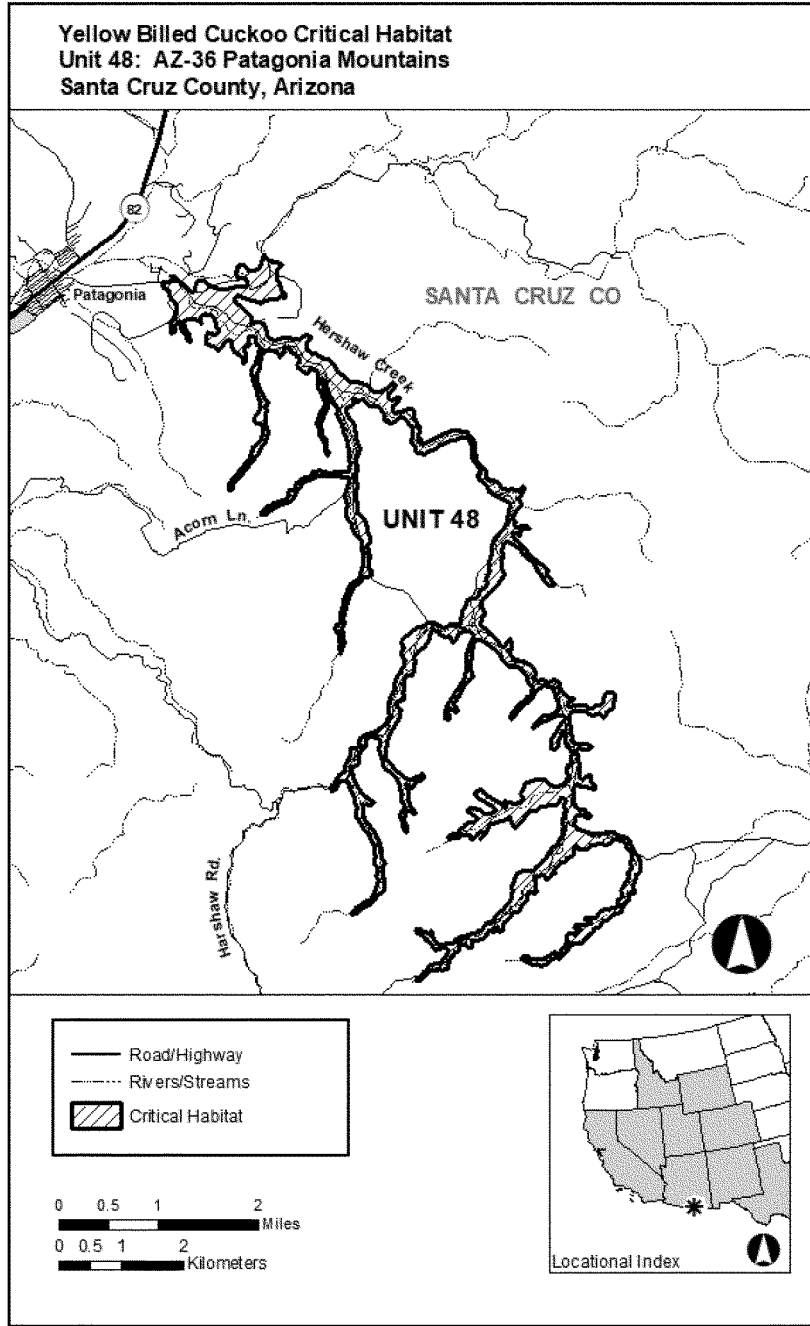 Yellow Billed Cuckoo Critical Habitat
Unit 48: AZ-36 Patagonia Mountains
Santa Cruz County, Arizona
82
Patagonia
SANTA CRUZ CO
Hershaw Creek
UNIT 48
Acorn Ln.
Harshaw Rd.
Road/Highway
Rivers/Streams
Critical Habitat
0 0.5 1 2
Miles
0 0.5 1 2
Kilometers
Locational Index